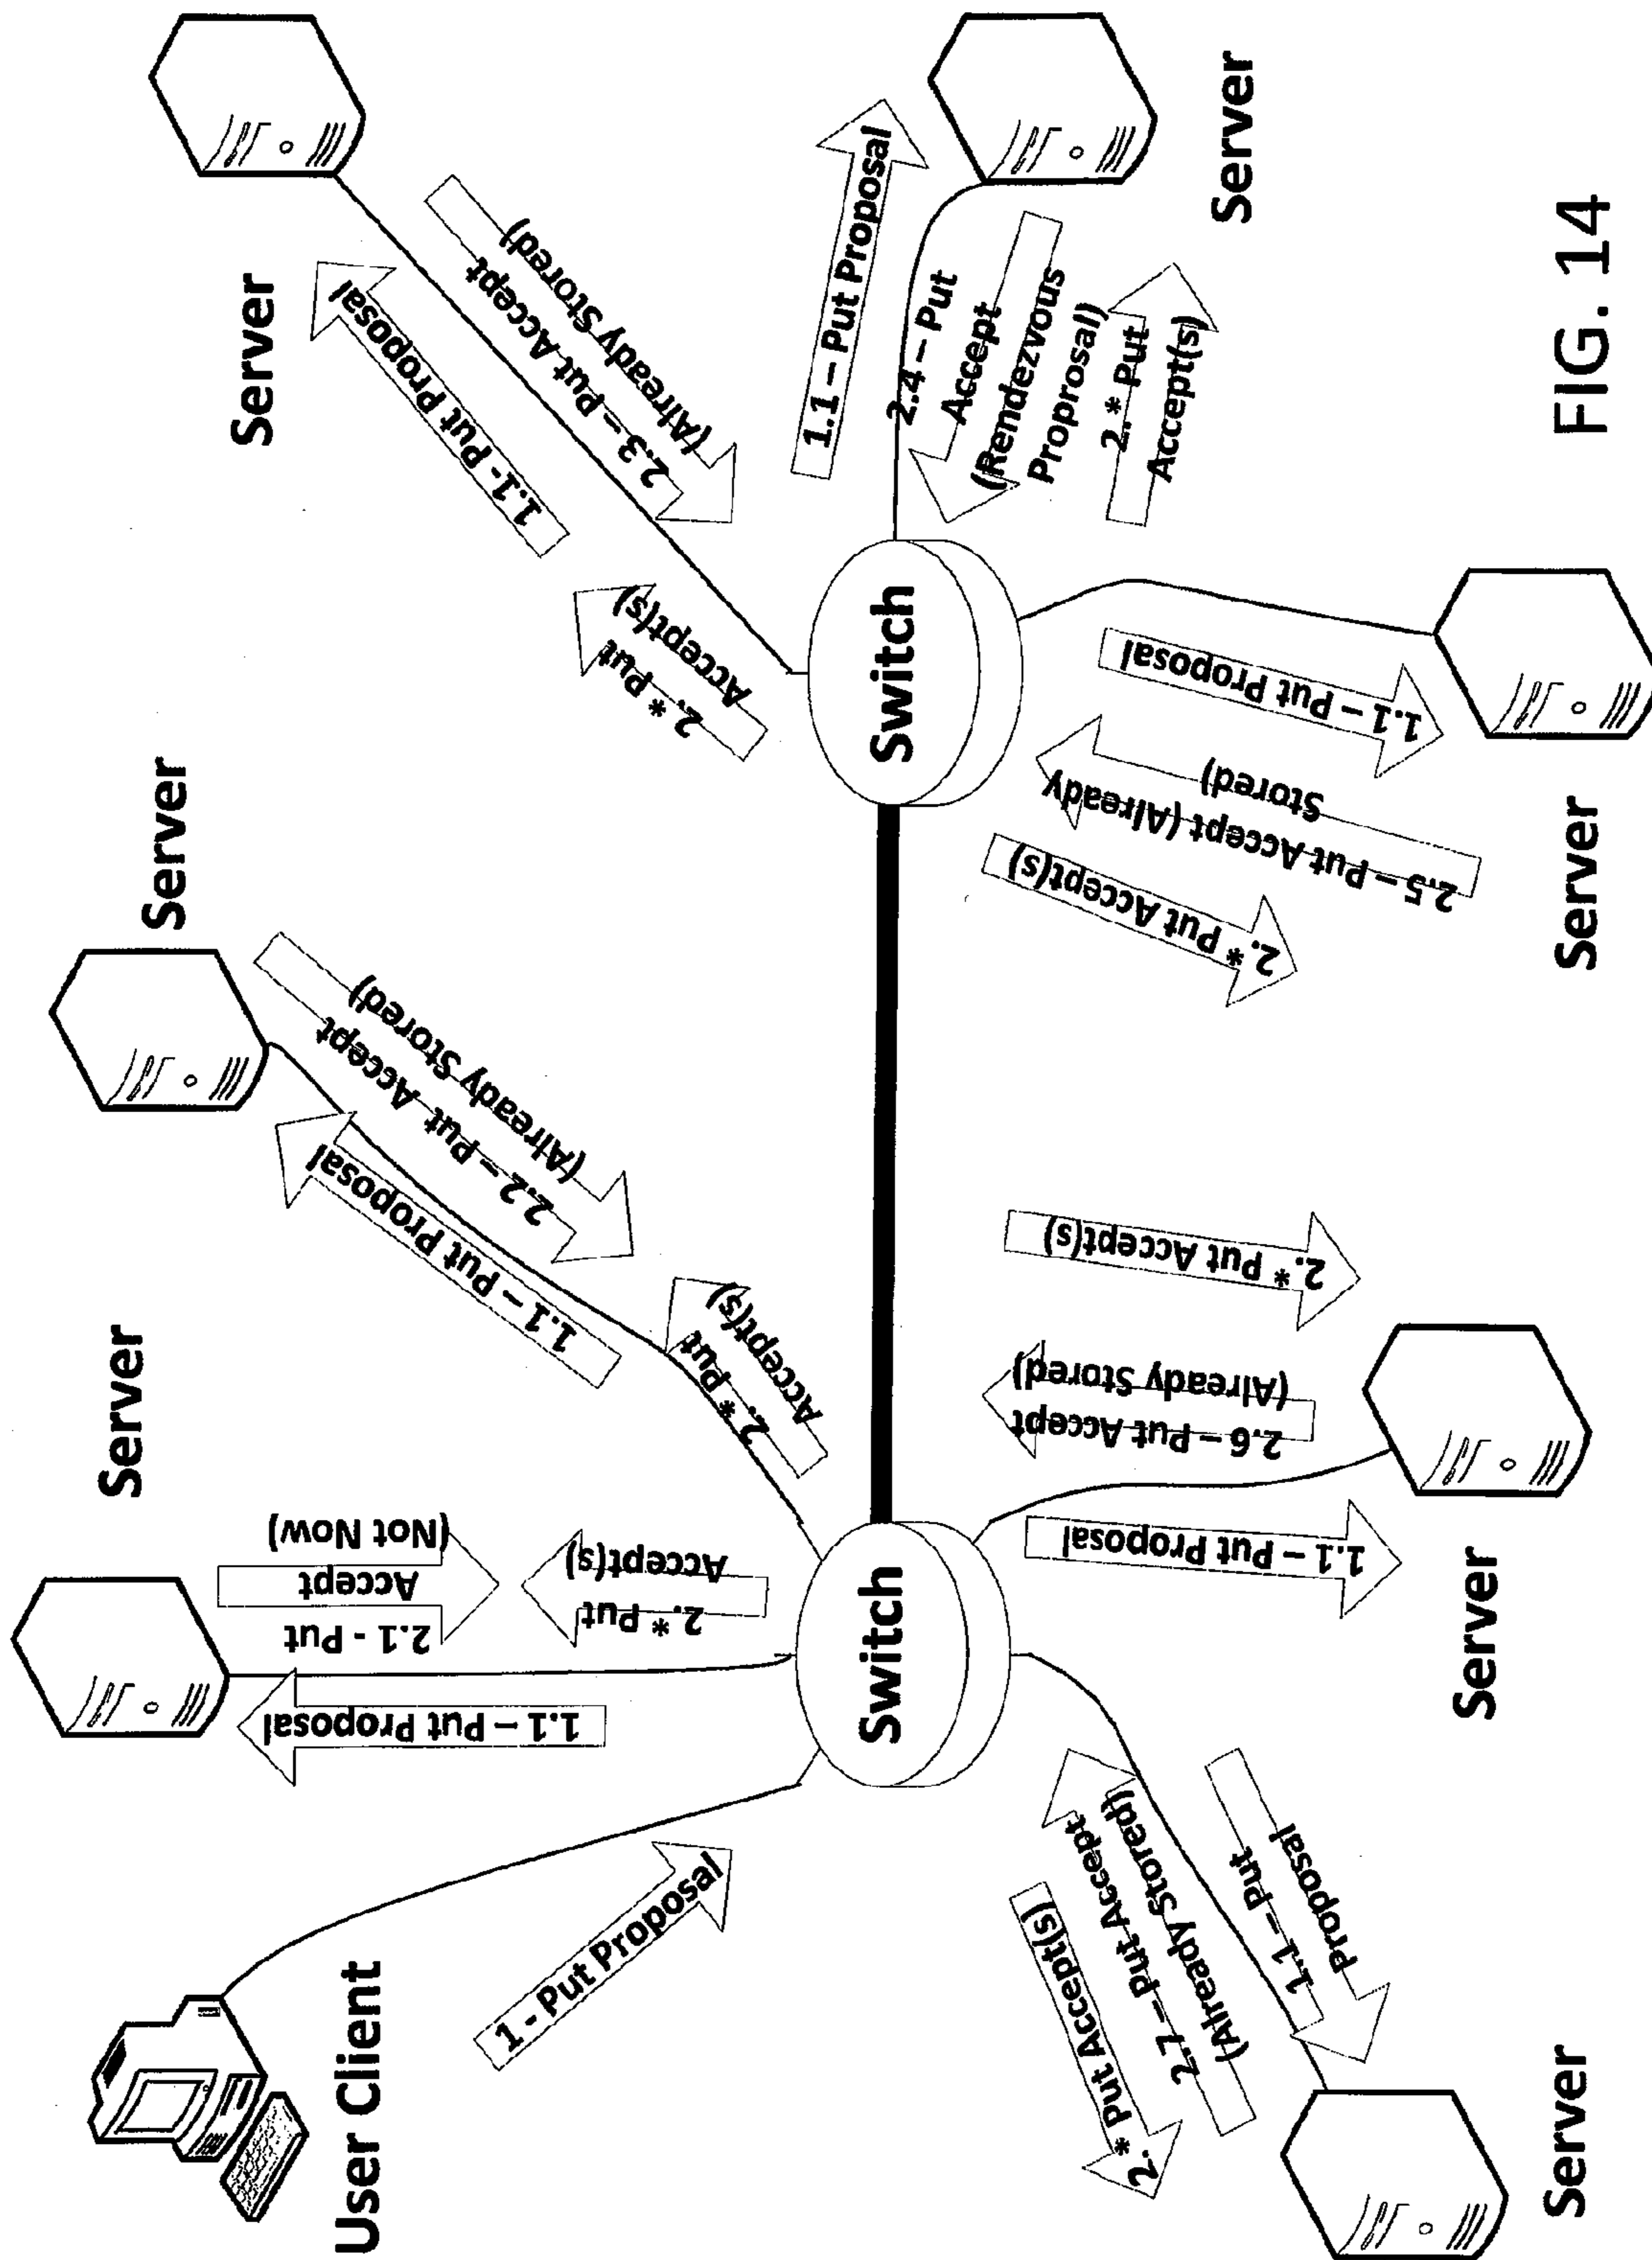 User Client
1 - Put Proposal
Server
1.1 – Put Proposal
2.1 - Put
Accept
(Not Now)
2.* Put
Accept(s)
Server
1.1 – Put Proposal
2.2 – Put Accept
(Already Stored)
2.* Put
Accept(s)
Server
1.1- Put Proposal
2.3 – Put Accept
(Already Stored)
2.* Put
Accept(s)
Switch
Switch
1.1 – Put Proposal
2.4 – Put
Accept
(Rendezvous
Proprosal)
2.* Put
Accept(s)
Server
2.* Put Accept(s)
2.7 – Put Accept
(Already Stored)
1.1 – Put
Proposal
Server
1.1 – Put Proposal
2.6 – Put Accept
(Already Stored)
2.* Put Accept(s)
Server
2.* Put Accept(s)
2.5 – Put Accept (Already
Stored)
1.1 – Put Proposal
Server
FIG. 14